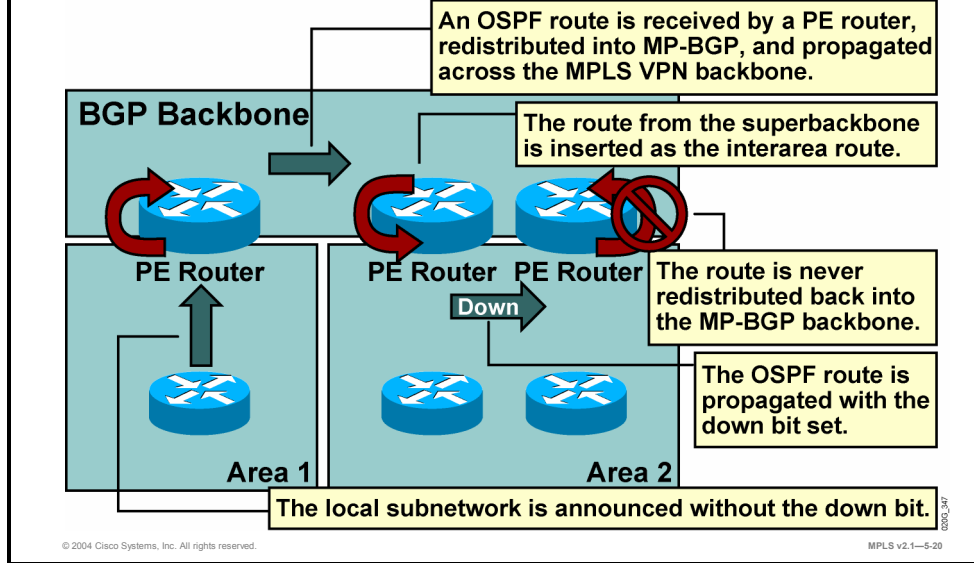 An OSPF route is received by a PE router,
redistributed into MP-BGP, and propagated
across the MPLS VPN backbone.
BGP Backbone
The route from the superbackbone
is inserted as the interarea route.
PE Router
PE Router
PE Router
The route is never
redistributed back into
the MP-BGP backbone.
Down
The OSPF route is
propagated with the
down bit set.
Area 1
Area 2
The local subnetwork is announced without the down bit.
020G_347
© 2004 Cisco Systems, Inc. All rights reserved.
MPLS v2.1—5-20